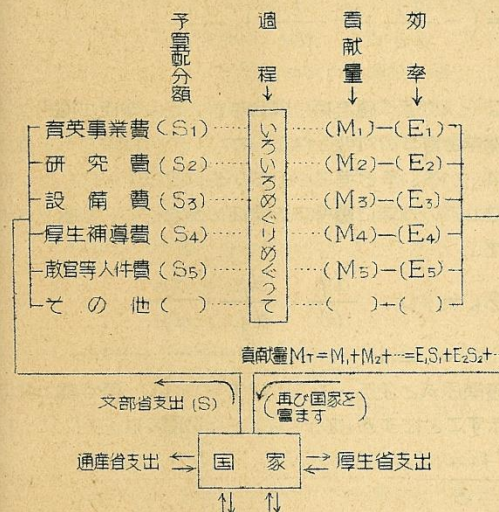 予算配分額
過程↓
貢献量↓
効率↓
育英事業費(S1)……(M1)―(E1)
研究費(S2)……(M2)―(E2)
設備費(S3)……(M3)―(E3)
厚生補導費(S4)……(M4)―(E4)
教官等人件費(S5)……(M5)―(E5)
その他(  )……(  )―(  )
いろいろめぐりめぐって
貢献量MT=M1+M2+…=E1S1+E2S2+…
文部省支出(S)
(再び国家を
富ます)
通産省支出
国家
厚生省支出